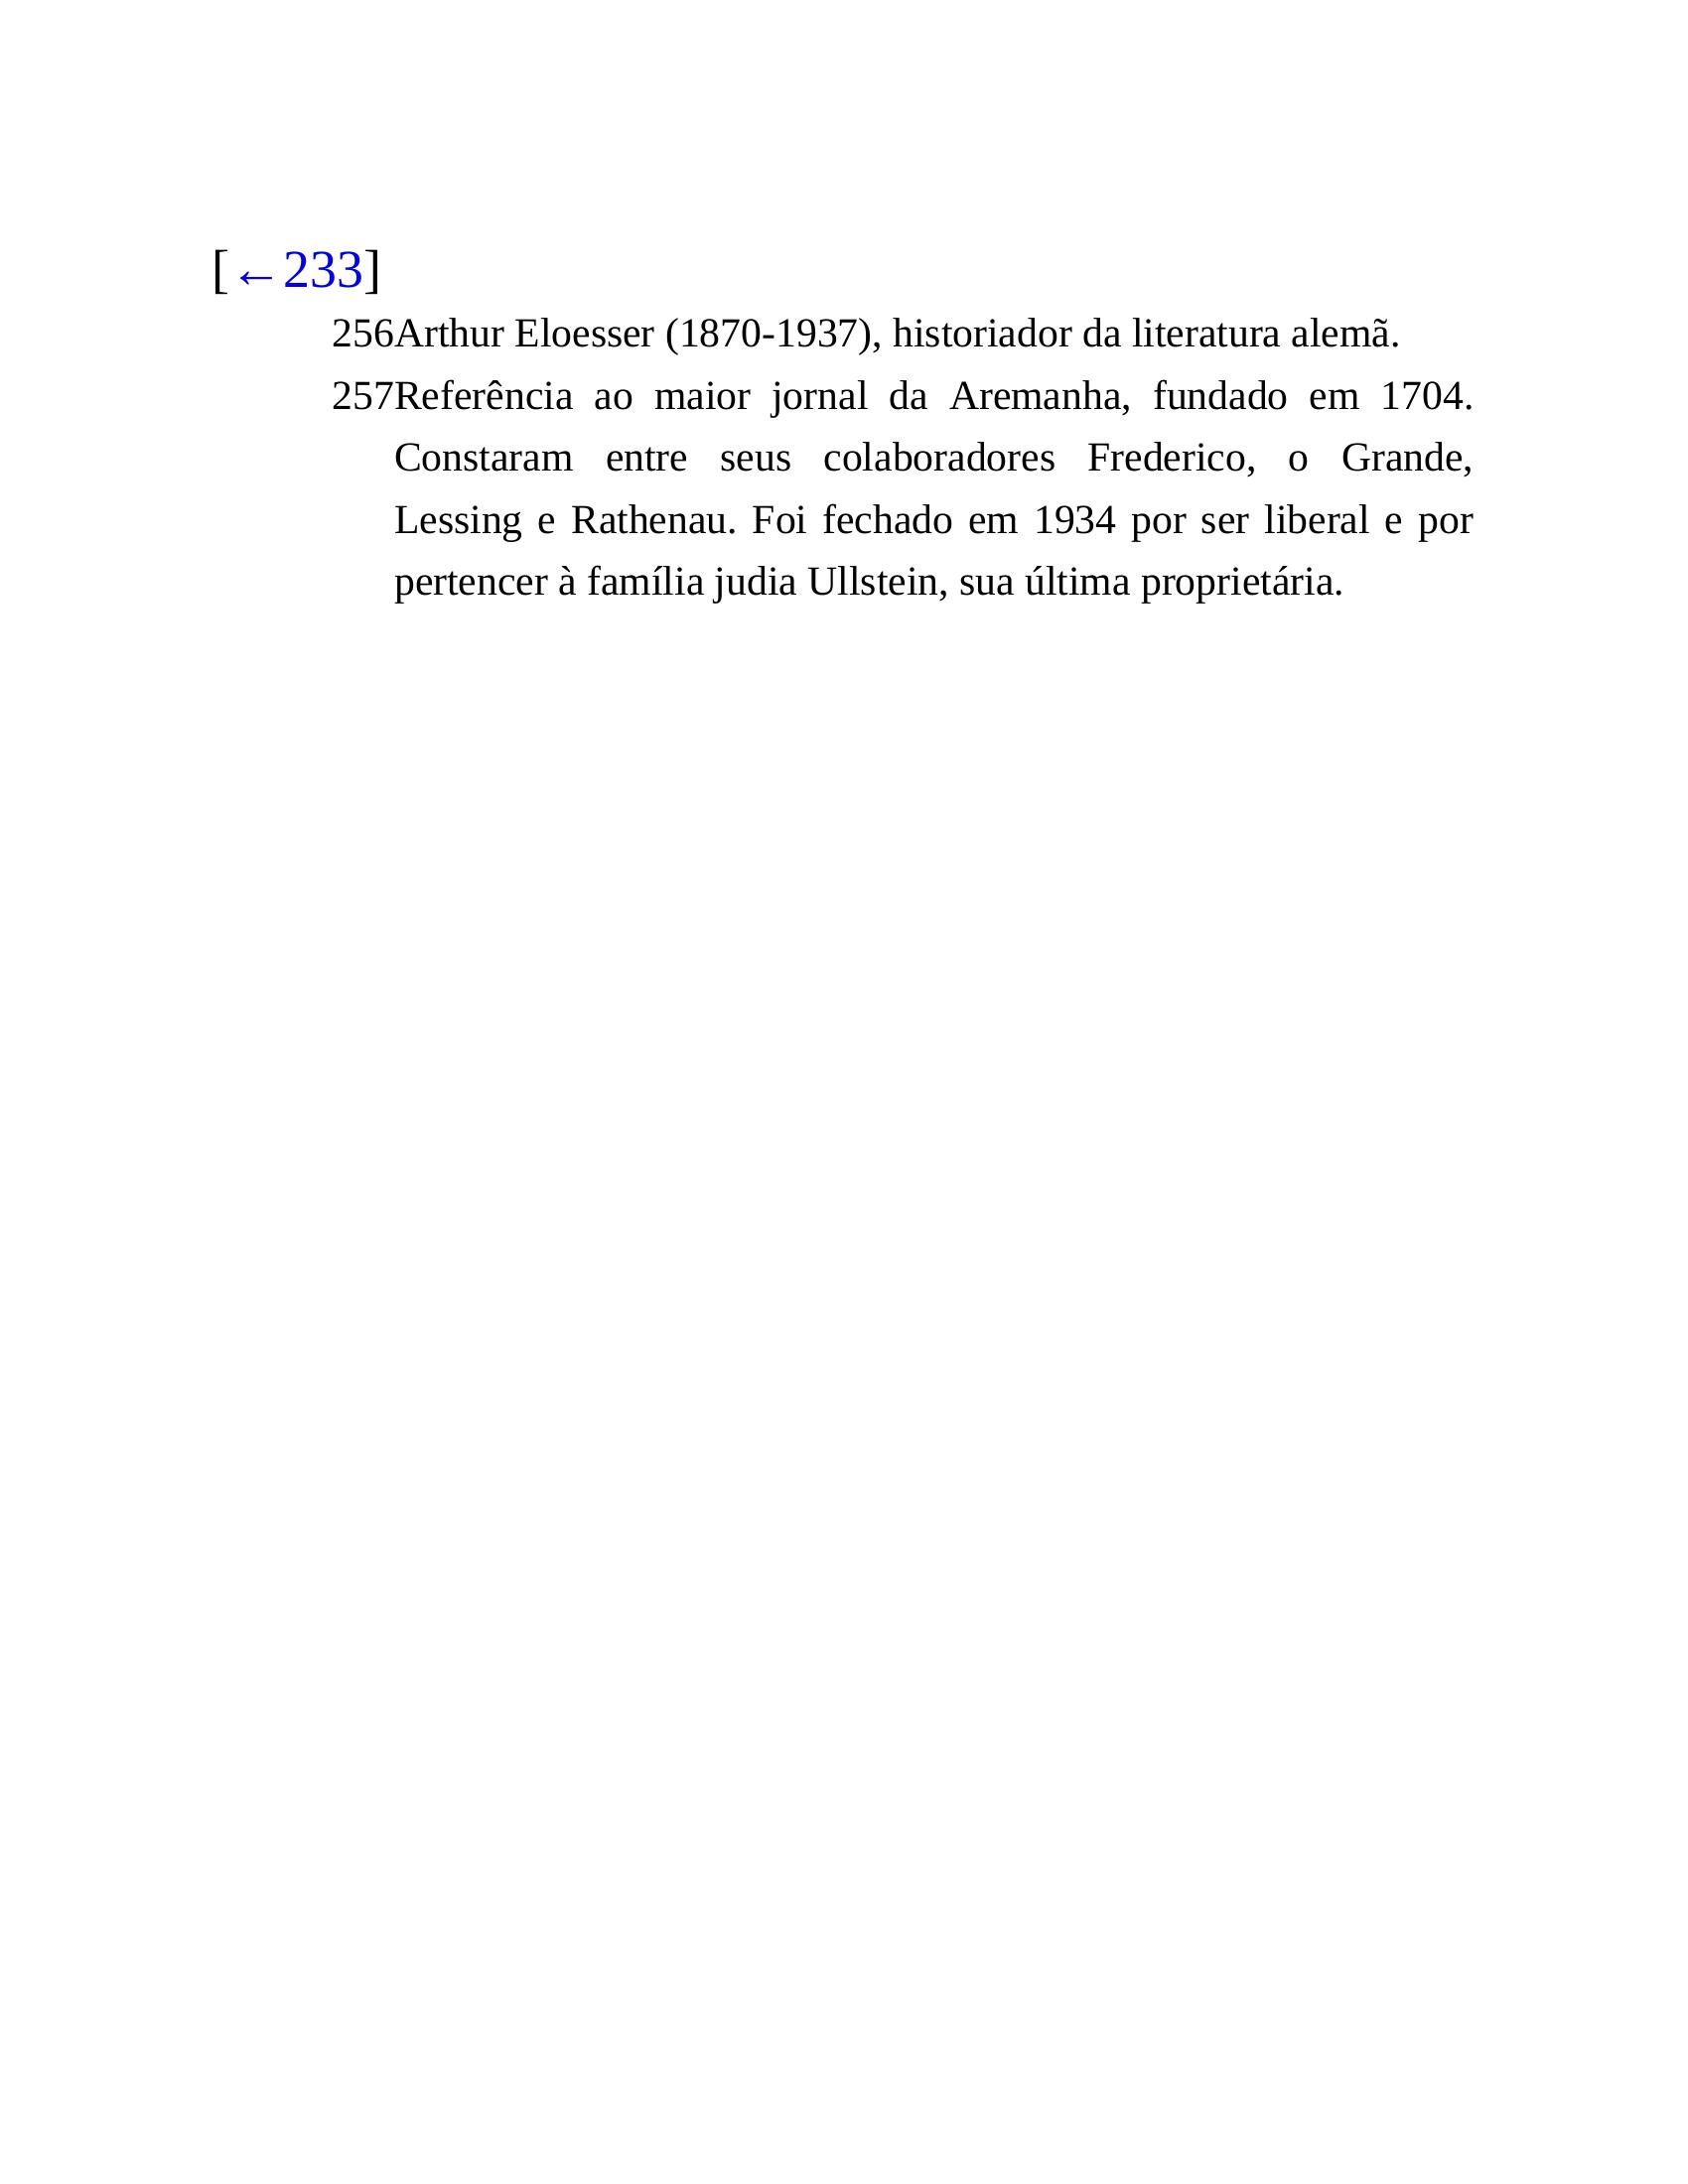 [←233]
256Arthur Eloesser (1870-1937), historiador da literatura alemã.
257Referência ao maior jornal da Aremanha, fundado em 1704.
Constaram entre seus colaboradores Frederico, o Grande,
Lessing e Rathenau. Foi fechado em 1934 por ser liberal e por
pertencer à família judia Ullstein, sua última proprietária.